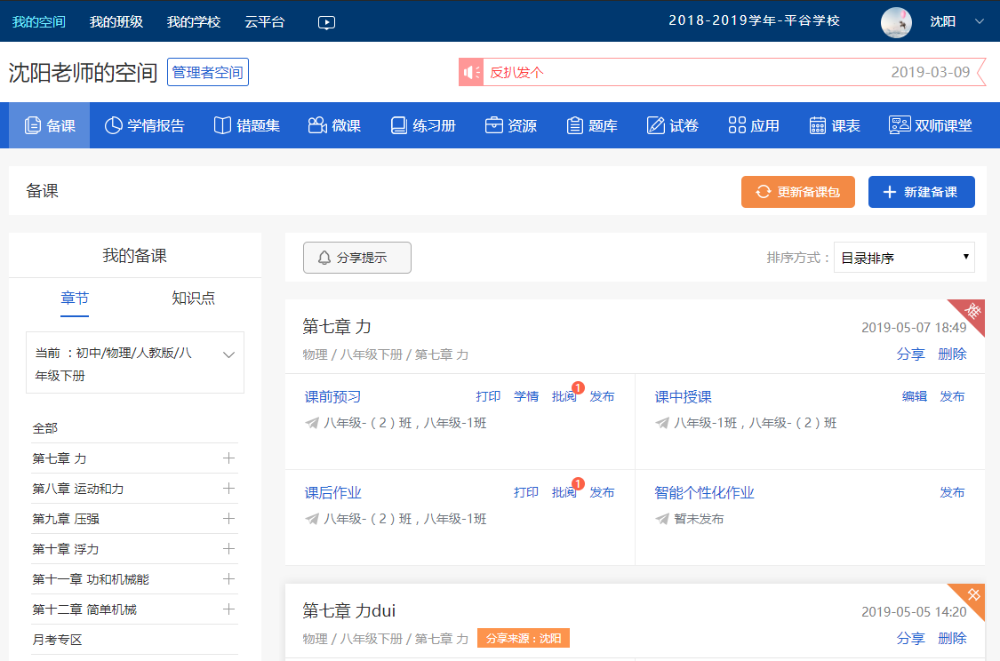 我的空间 我的班级 我的学校 云平台 2018-2019学年-平谷学校 沈阳
沈阳老师的空间 管理者空间 反扒发个 2019-03-09
备课 学情报告 错题集 微课 练习册 资源 题库 试卷 应用 课表 双师课堂
备课 更新备课包 新建备课
我的备课
章节 知识点
当前 ：初中/物理/人教版/八
年级下册
全部
第七章 力
第八章 运动和力
第九章 压强
第十章 浮力
第十一章 功和机械能
第十二章 简单机械
月考专区
分享提示 排序方式： 目录排序
第七章 力 2019-05-07 18:49 难
物理 / 八年级下册 / 第七章 力 分享 删除
课前预习 打印 学情 批阅 1 发布
八年级-（2）班，八年级-1班
课中授课 编辑 发布
八年级-1班，八年级-（2）班
课后作业 打印 批阅 1 发布
八年级-（2）班，八年级-1班
智能个性化作业 发布
暂未发布
第七章 力dui 2019-05-05 14:20
物理 / 八年级下册 / 第七章 力 分享来源：沈阳 分享 删除